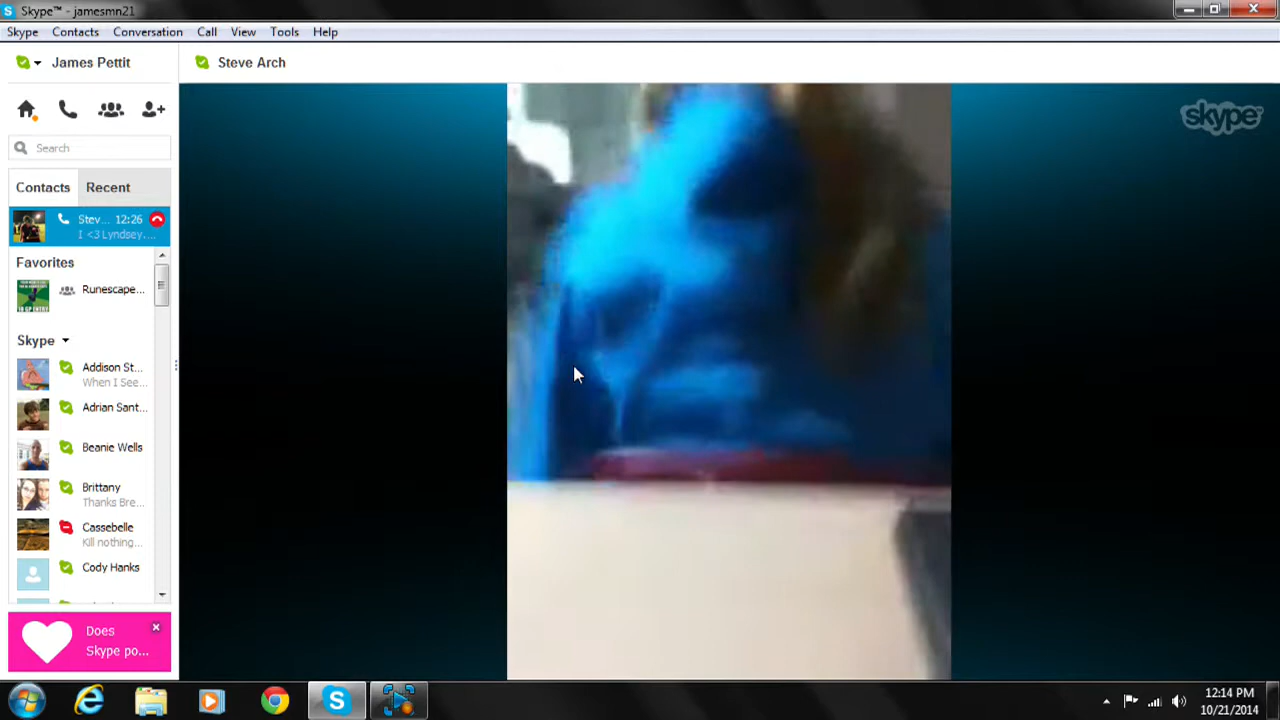 Skype™ - jamesmn21
Skype Contacts Conversation Call View Tools Help
James Pettit
Steve Arch
skype™
Search
Contacts Recent
Stev... 12:26
I <3 Lyndsey....
Favorites
Runescape...
Skype
Addison St...
When I See...
Adrian Sant...
Beanie Wells
Brittany
Thanks Bre...
Cassebelle
Kill nothing...
Cody Hanks
Does
Skype po...
12:14 PM
10/21/2014